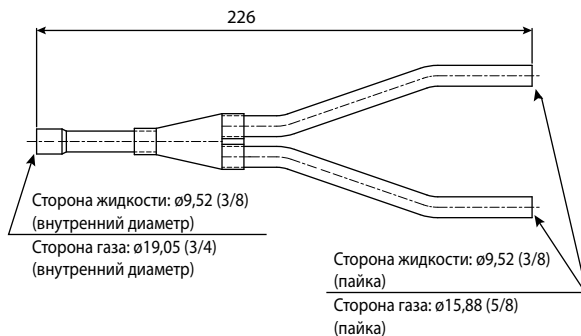 226
Сторона жидкости: ø9,52 (3/8)
(внутренний диаметр)
Сторона газа: ø19,05 (3/4)
(внутренний диаметр)
Сторона жидкости: ø9,52 (3/8)
(пайка)
Сторона газа: ø15,88 (5/8)
(пайка)